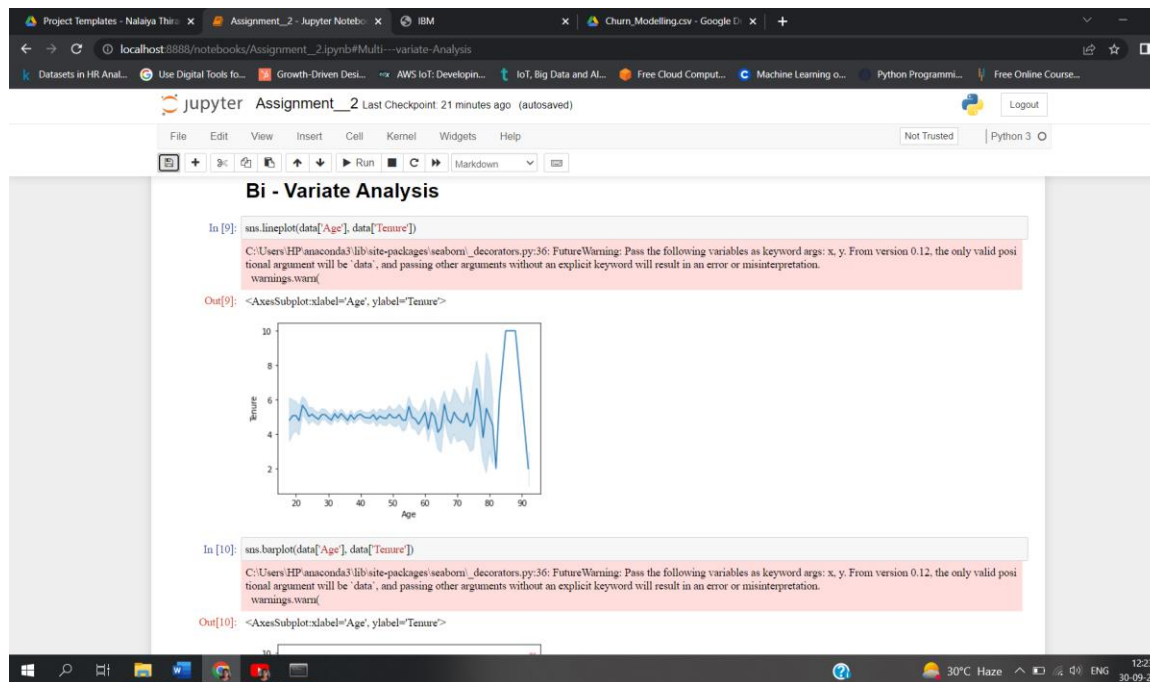 Project Templates - Nalaiya Thira
Assignment__2 - Jupyter Notebo
IBM
Churn_Modelling.csv - Google D
localhost:8888/notebooks/Assignment__2.ipynb#Multi---variate-Analysis
Datasets in HR Anal... Use Digital Tools fo... Growth-Driven Desi... AWS IoT: Developin... IoT, Big Data and AI... Free Cloud Comput... Machine Learning o... Python Programmi... Free Online Course...
jupyter Assignment__2 Last Checkpoint: 21 minutes ago (autosaved)
Logout
File Edit View Insert Cell Kernel Widgets Help
Not Trusted Python 3
Run Markdown
Bi - Variate Analysis
In [9]: sns.lineplot(data['Age'], data['Tenure'])
C:\Users\HP\anaconda3\lib\site-packages\seaborn\_decorators.py:36: FutureWarning: Pass the following variables as keyword args: x, y. From version 0.12, the only valid posi
tional argument will be `data`, and passing other arguments without an explicit keyword will result in an error or misinterpretation.
warnings.warn(
Out[9]: <AxesSubplot:xlabel='Age', ylabel='Tenure'>
10
8
6
4
2
Tenure
20 30 40 50 60 70 80 90
Age
In [10]: sns.barplot(data['Age'], data['Tenure'])
C:\Users\HP\anaconda3\lib\site-packages\seaborn\_decorators.py:36: FutureWarning: Pass the following variables as keyword args: x, y. From version 0.12, the only valid posi
tional argument will be `data`, and passing other arguments without an explicit keyword will result in an error or misinterpretation.
warnings.warn(
Out[10]: <AxesSubplot:xlabel='Age', ylabel='Tenure'>
10
30°C Haze ENG